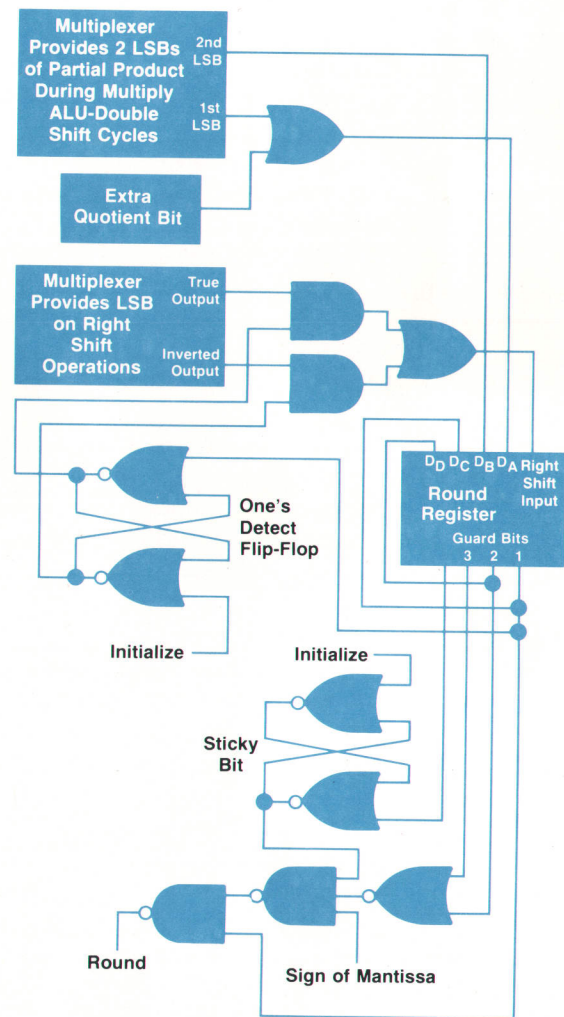 Multiplexer
Provides 2 LSBs
of Partial Product
During Multiply
ALU-Double
Shift Cycles
2nd
LSB
1st
LSB
Extra
Quotient Bit
Multiplexer
Provides LSB
on Right
Shift
Operations
True
Output
Inverted
Output
DD DC DB DA Right
Shift
Input
Round
Register
Guard Bits
3 2 1
One's
Detect
Flip-Flop
Initialize
Initialize
Sticky
Bit
Round
Sign of Mantissa